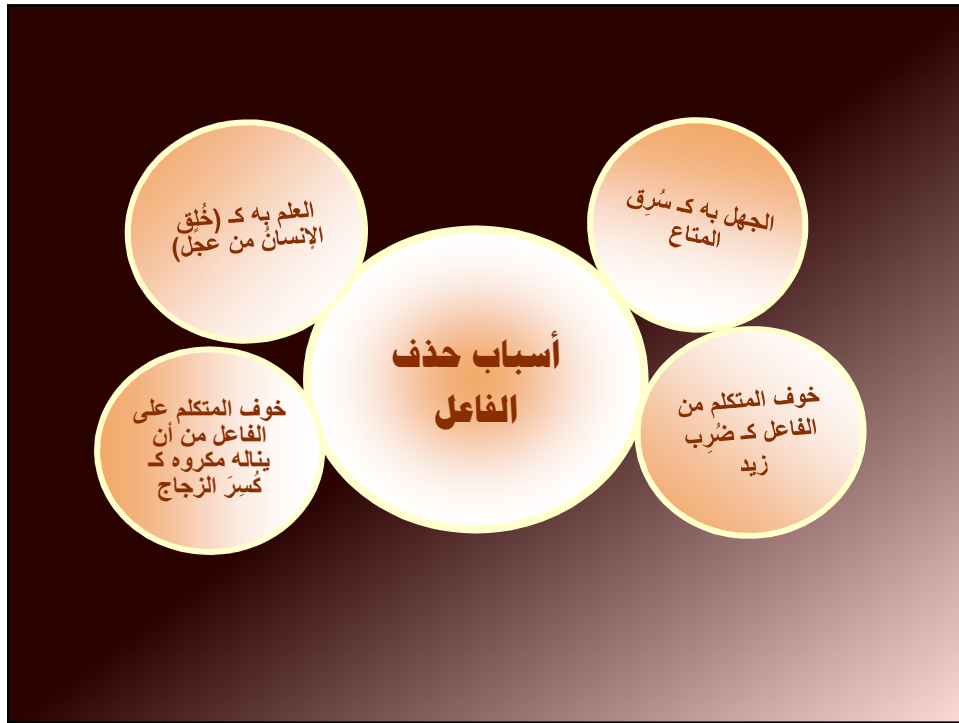 أسباب حذف
الفاعل
الجهل به كـ سُرِق
المتاع
العلم به كـ (خُلِق
الإنسانُ من عجل)
خوف المتكلم من
الفاعل كـ ضُرِب
زيد
خوف المتكلم على
الفاعل من أن
يناله مكروه كـ
كُسِرَ الزجاج